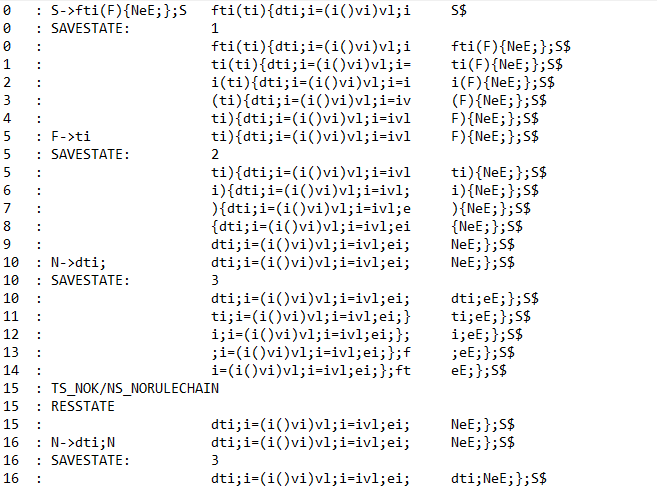 0   : S->fti(F){NeE;};S   fti(ti){dti;i=(i()vi)vl;i     S$
0   : SAVESTATE:          1
0   :                     fti(ti){dti;i=(i()vi)vl;i     fti(F){NeE;};S$
1   :                     ti(ti){dti;i=(i()vi)vl;i=     ti(F){NeE;};S$
2   :                     i(ti){dti;i=(i()vi)vl;i=i     i(F){NeE;};S$
3   :                     (ti){dti;i=(i()vi)vl;i=iv     (F){NeE;};S$
4   :                     ti){dti;i=(i()vi)vl;i=ivl     F){NeE;};S$
5   : F->ti               ti){dti;i=(i()vi)vl;i=ivl     F){NeE;};S$
5   : SAVESTATE:          2
5   :                     ti){dti;i=(i()vi)vl;i=ivl     ti){NeE;};S$
6   :                     i){dti;i=(i()vi)vl;i=ivl;     i){NeE;};S$
7   :                     ){dti;i=(i()vi)vl;i=ivl;e     ){NeE;};S$
8   :                     {dti;i=(i()vi)vl;i=ivl;ei     {NeE;};S$
9   :                     dti;i=(i()vi)vl;i=ivl;ei;     NeE;};S$
10  : N->dti;             dti;i=(i()vi)vl;i=ivl;ei;     NeE;};S$
10  : SAVESTATE:          3
10  :                     dti;i=(i()vi)vl;i=ivl;ei;     dti;eE;};S$
11  :                     ti;i=(i()vi)vl;i=ivl;ei;}     ti;eE;};S$
12  :                     i;i=(i()vi)vl;i=ivl;ei;};     i;eE;};S$
13  :                     ;i=(i()vi)vl;i=ivl;ei;};f     ;eE;};S$
14  :                     i=(i()vi)vl;i=ivl;ei;};ft     eE;};S$
15  : TS_NOK/NS_NORULECHAIN
15  : RESSTATE
15  :                     dti;i=(i()vi)vl;i=ivl;ei;     NeE;};S$
16  : N->dti;N            dti;i=(i()vi)vl;i=ivl;ei;     NeE;};S$
16  : SAVESTATE:          3
16  :                     dti;i=(i()vi)vl;i=ivl;ei;     dti;NeE;};S$